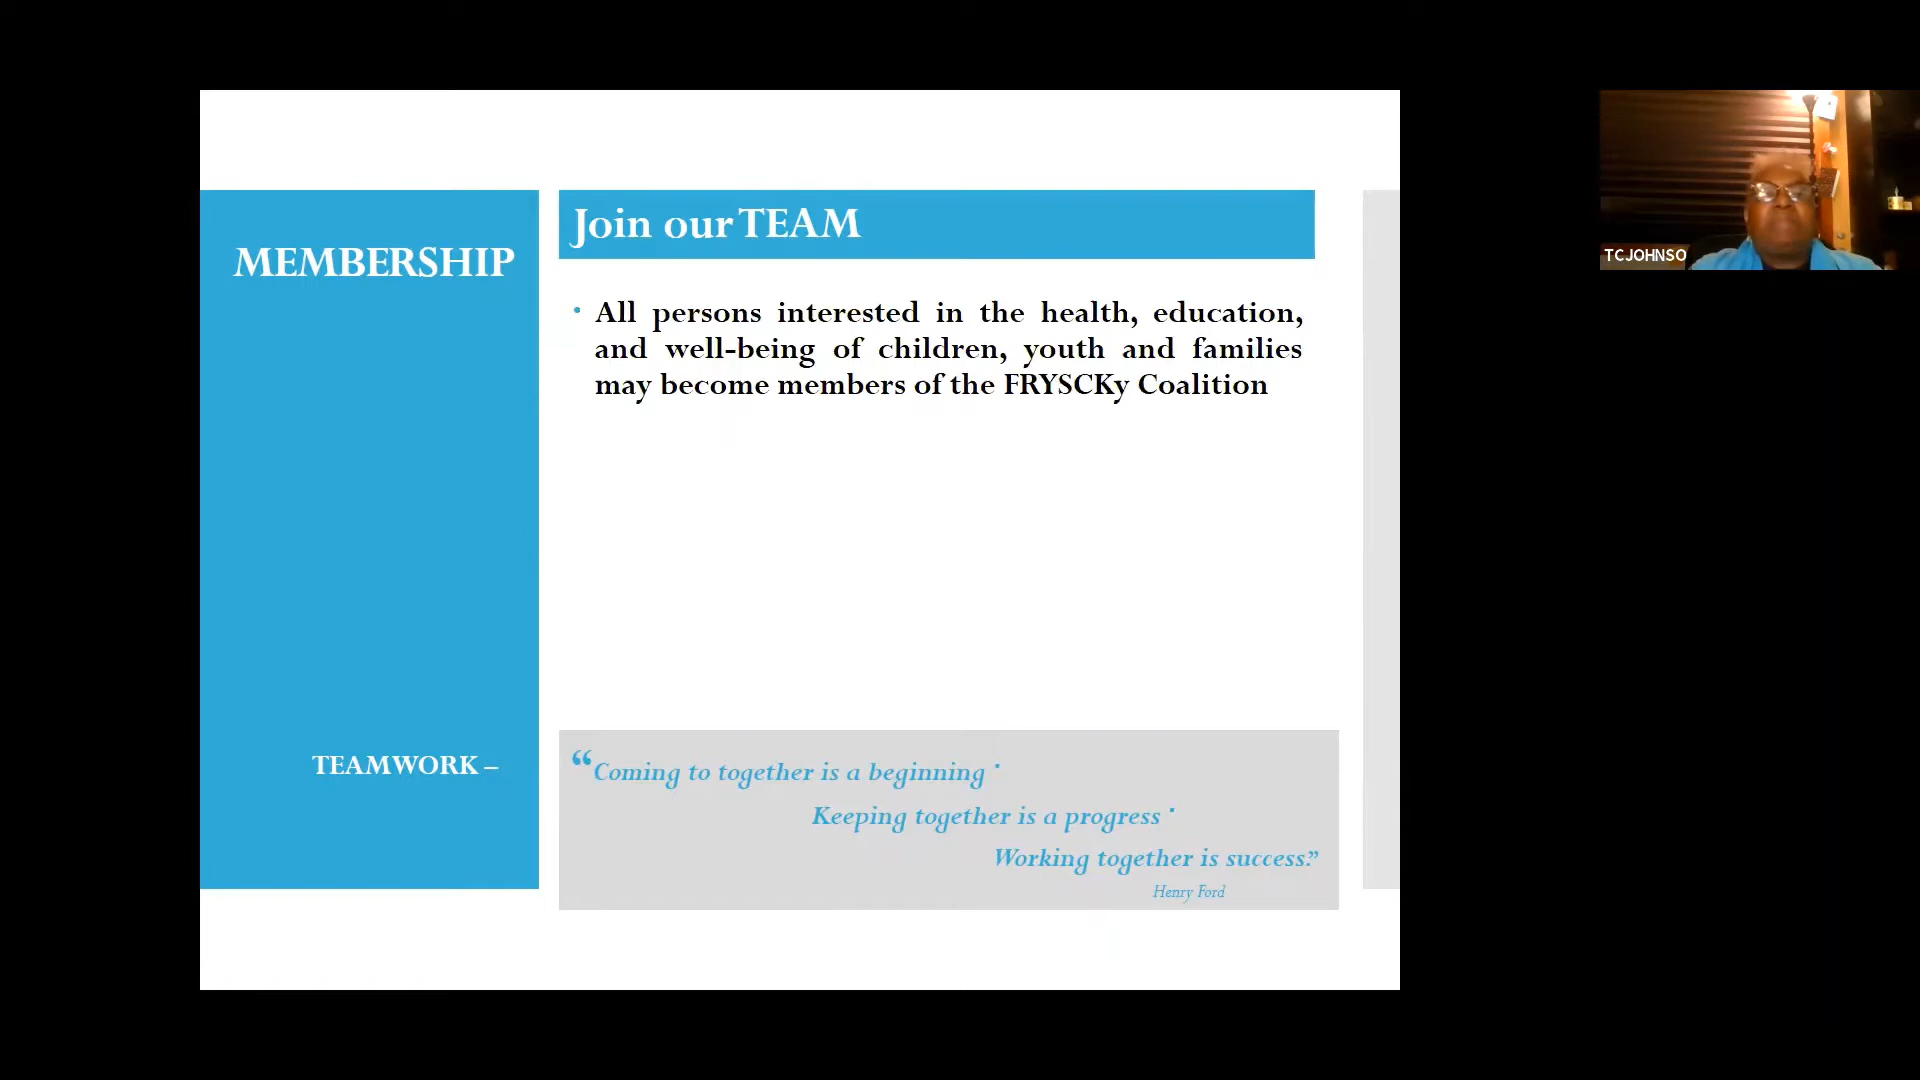 MEMBERSHIP
Join our TEAM
• All persons interested in the health, education,
and well-being of children, youth and families
may become members of the FRYSCKy Coalition
TEAMWORK –
“Coming to together is a beginning ·
Keeping together is a progress ·
Working together is success.”
Henry Ford
TCJOHNSO